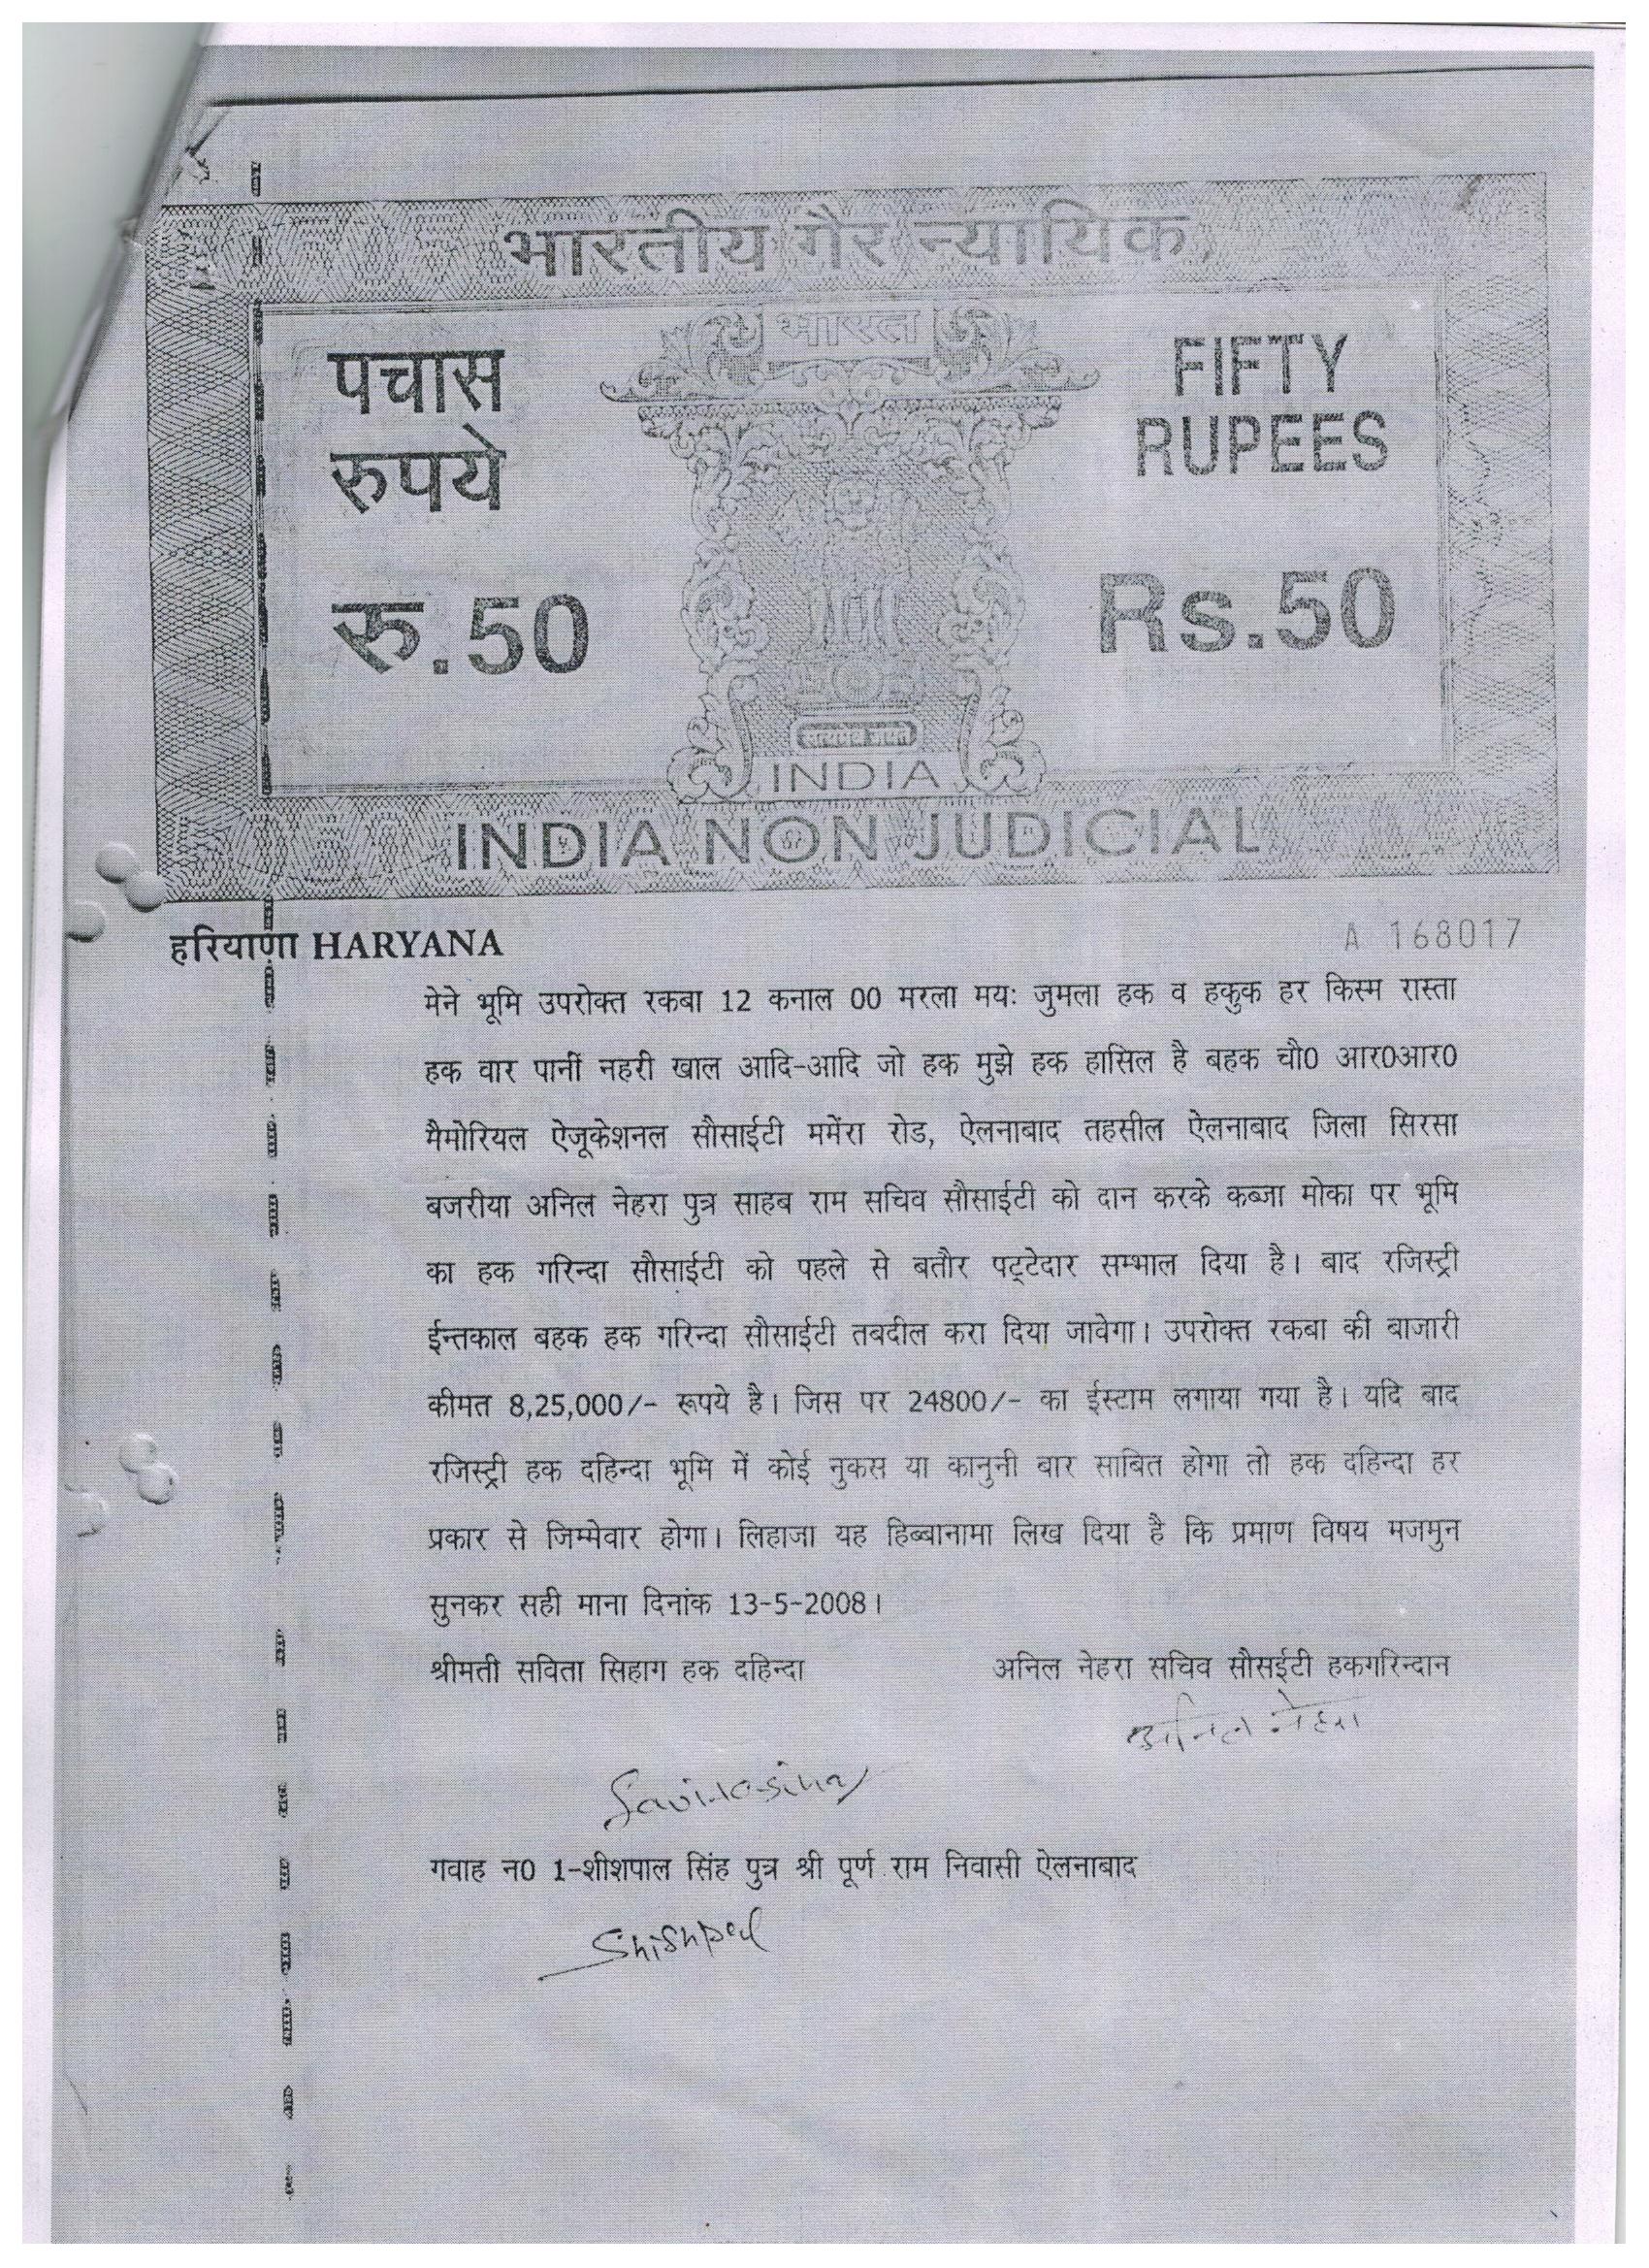 भारतीय गैर न्यायिक
भारत
पचास
रुपये
FIFTY
RUPEES
रु.50
Rs.50
सत्यमेव जयते
INDIA
INDIA NON JUDICIAL
हरियाणा HARYANA
A 168017
मेने भूमि उपरोक्त रकबा 12 कनाल 00 मरला मयः जुमला हक व हकुक हर किस्म रास्ता
हक वार पानीं नहरी खाल आदि-आदि जो हक मुझे हक हासिल है बहक चौ0 आर0आर0
मैमोरियल ऐजूकेशनल सौसाईटी ममेंरा रोड, ऐलनाबाद तहसील ऐलनाबाद जिला सिरसा
बजरीया अनिल नेहरा पुत्र साहब राम सचिव सौसाईटी को दान करके कब्जा मोका पर भूमि
का हक गरिन्दा सौसाईटी को पहले से बतौर पट्टेदार सम्भाल दिया है। बाद रजिस्ट्री
ईन्तकाल बहक हक गरिन्दा सौसाईटी तबदील करा दिया जावेगा। उपरोक्त रकबा की बाजारी
कीमत 8,25,000/- रूपये है। जिस पर 24800/- का ईस्टाम लगाया गया है। यदि बाद
रजिस्ट्री हक दहिन्दा भूमि में कोई नुकस या कानुनी बार साबित होगा तो हक दहिन्दा हर
प्रकार से जिम्मेवार होगा। लिहाजा यह हिब्बानामा लिख दिया है कि प्रमाण विषय मजमुन
सुनकर सही माना दिनांक 13-5-2008।
श्रीमती सविता सिहाग हक दहिन्दा
अनिल नेहरा सचिव सौसईटी हकगरिन्दान
अनिल नेहरा
गवाह न0 1-शीशपाल सिंह पुत्र श्री पूर्ण राम निवासी ऐलनाबाद
Shishpal